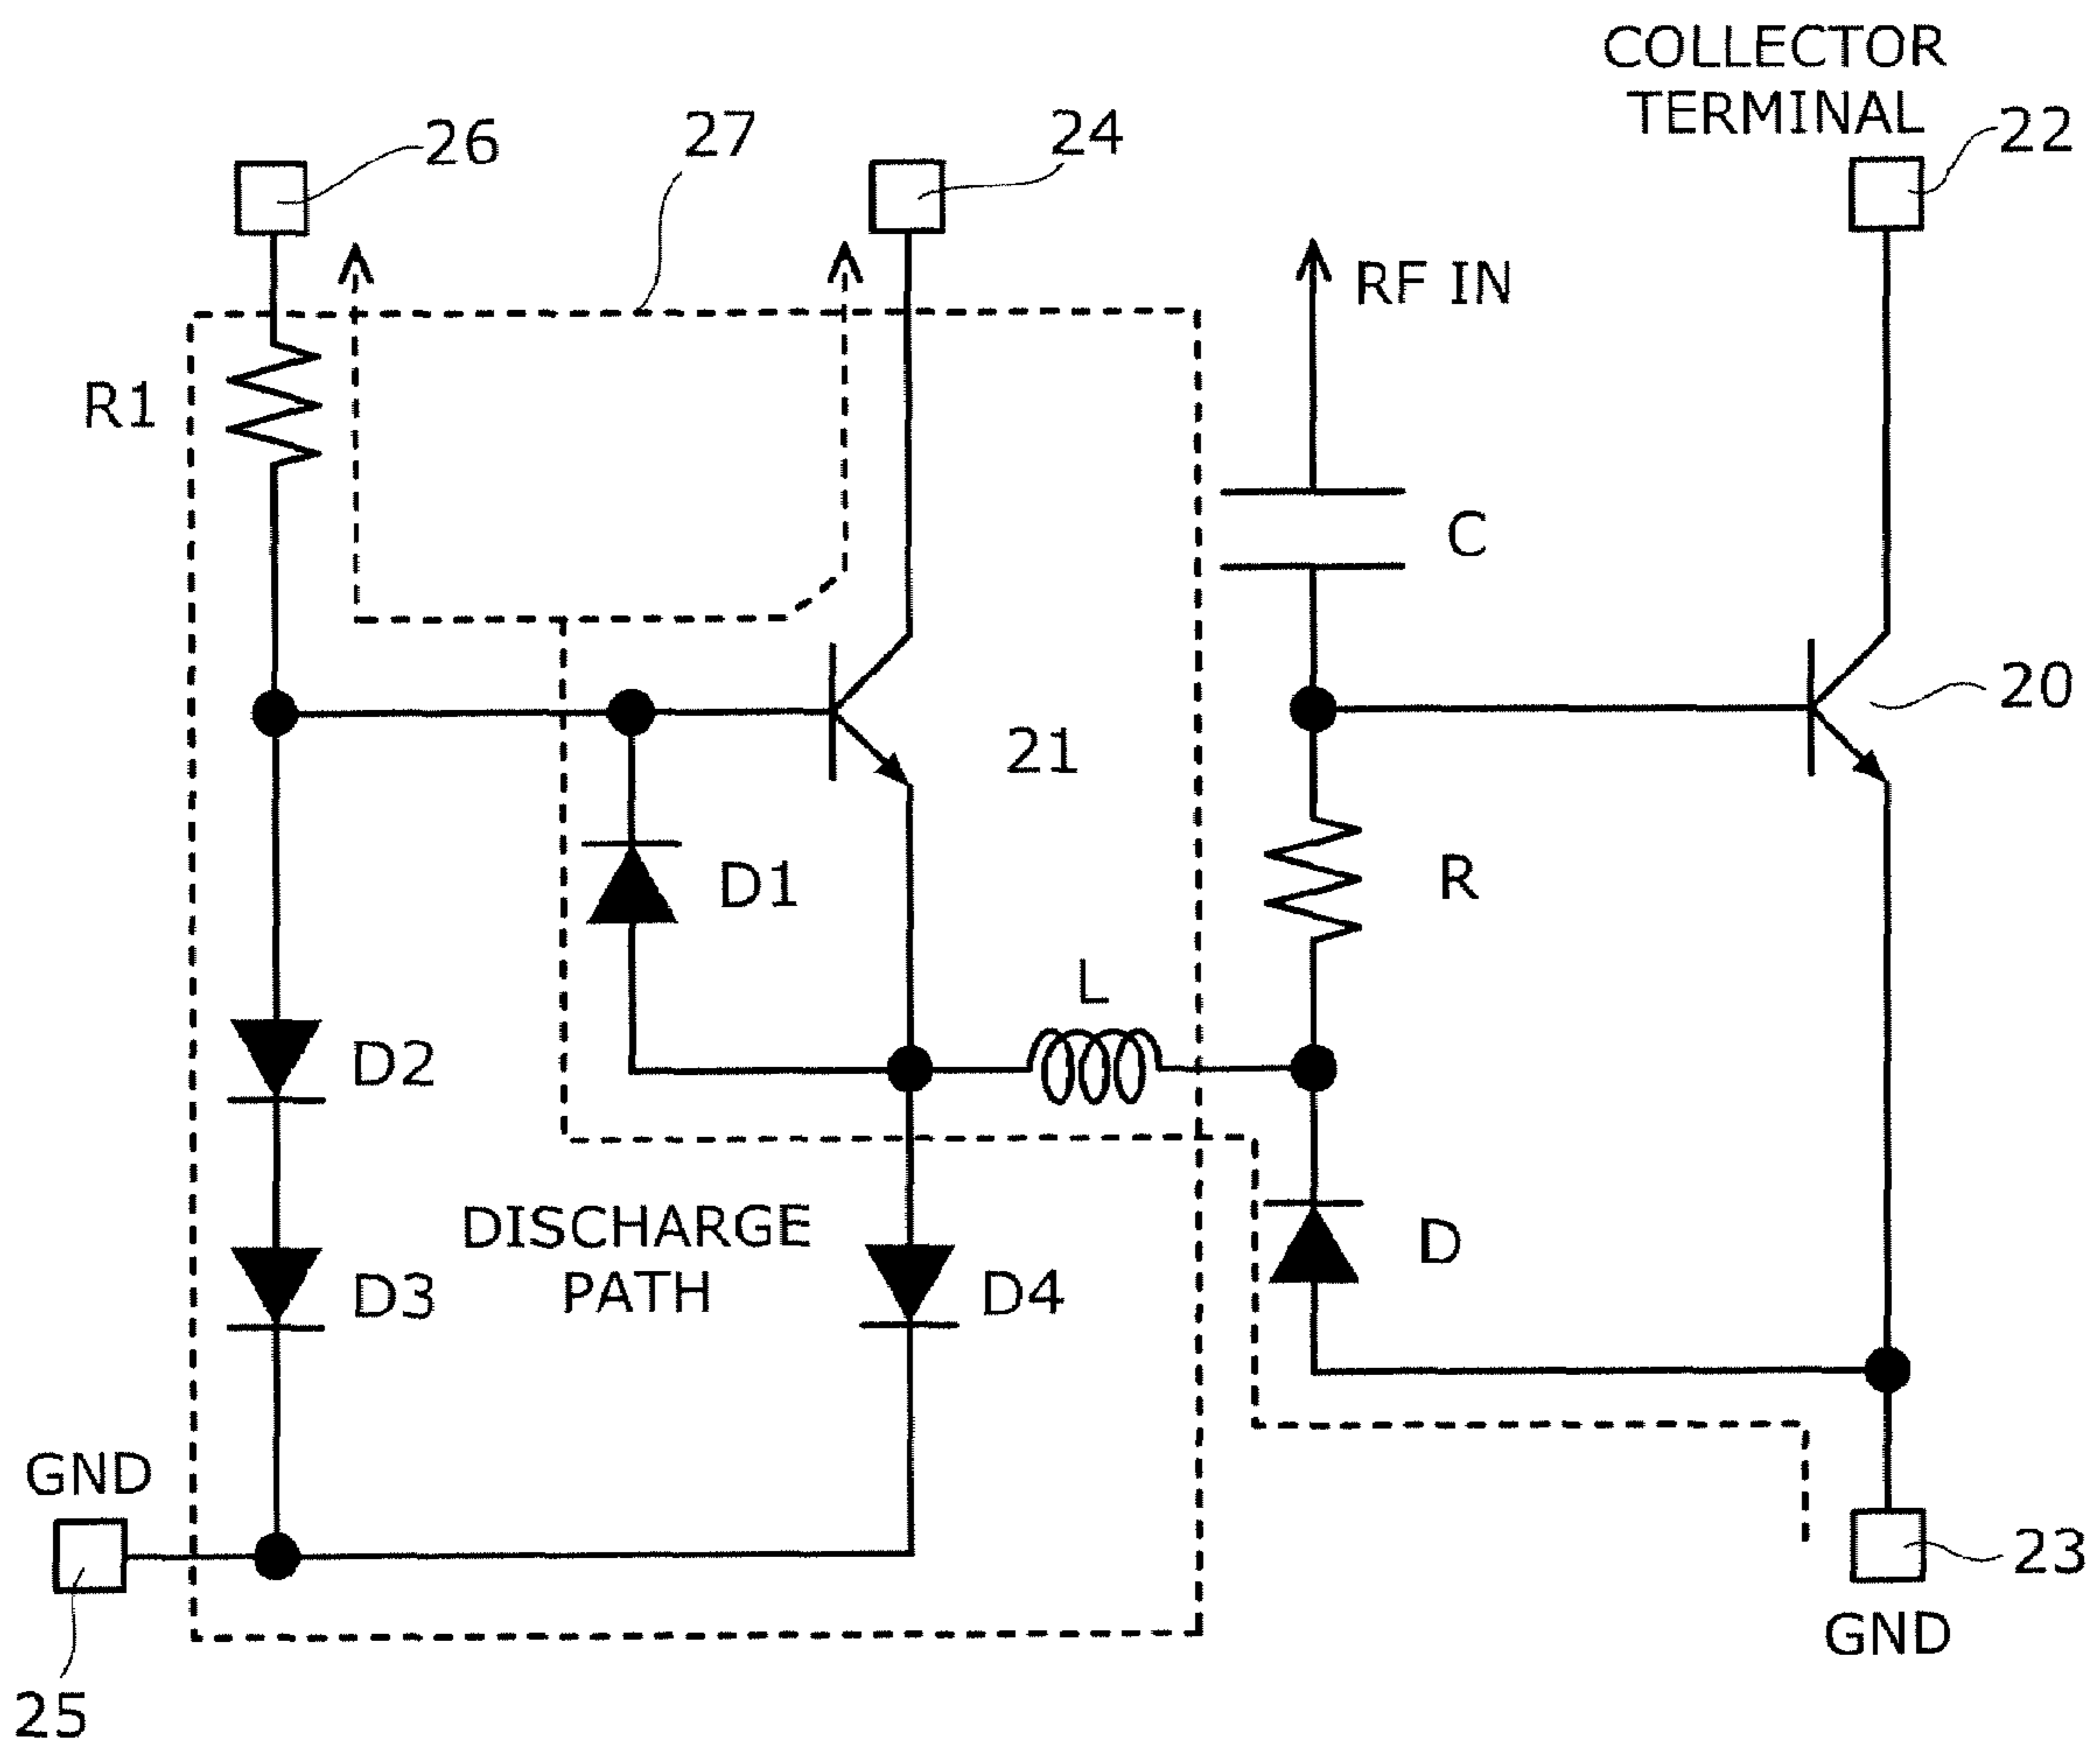 COLLECTOR
TERMINAL
26
27
24
22
RF IN
R1
C
20
21
D1
R
L
D2
DISCHARGE
PATH
D
D3
D4
GND
23
GND
25